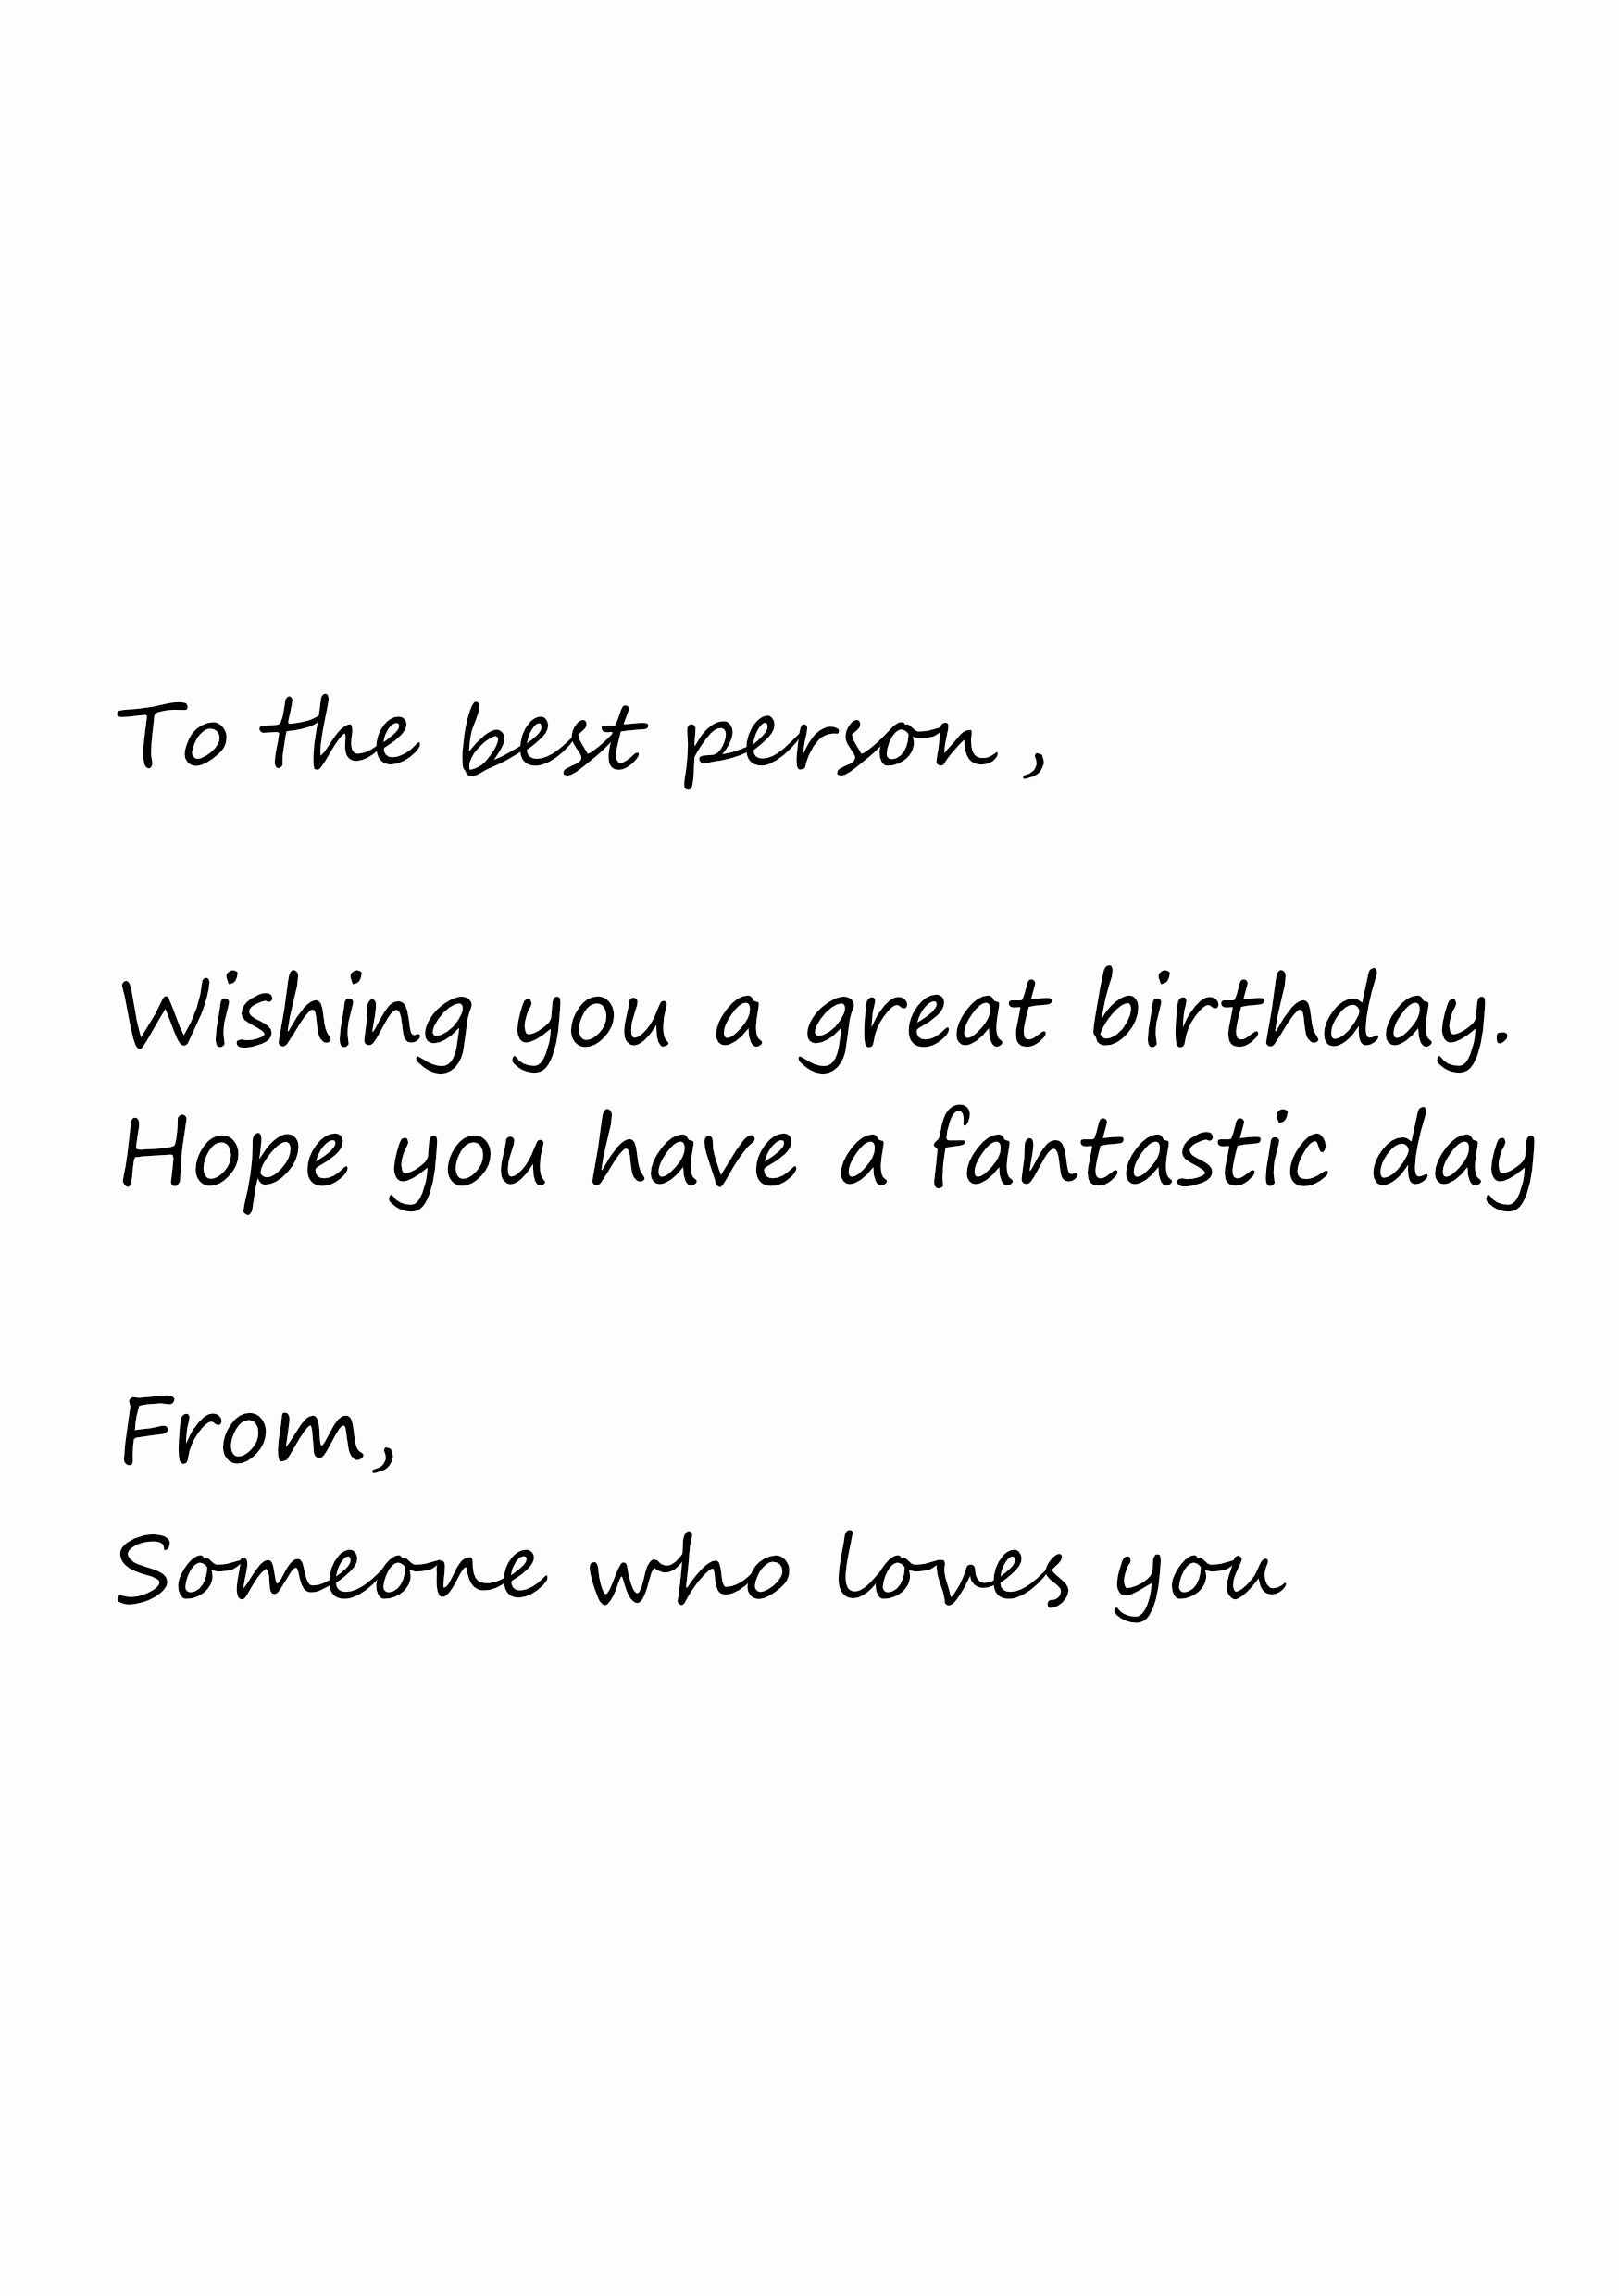 To the best person,
Wishing you a great birthday.
Hope you have a fantastic day
From,
Someone who loves you